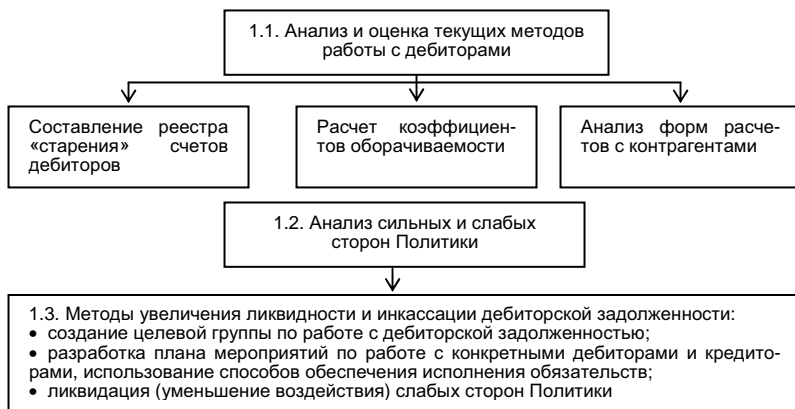 1.1. Анализ и оценка текущих методов
работы с дебиторами
Составление реестра
«старения» счетов
дебиторов
Расчет коэффициен-
тов оборачиваемости
Анализ форм расче-
тов с контрагентами
1.2. Анализ сильных и слабых
сторон Политики
1.3. Методы увеличения ликвидности и инкассации дебиторской задолженности:
• создание целевой группы по работе с дебиторской задолженностью;
• разработка плана мероприятий по работе с конкретными дебиторами и кредито-
рами, использование способов обеспечения исполнения обязательств;
• ликвидация (уменьшение воздействия) слабых сторон Политики